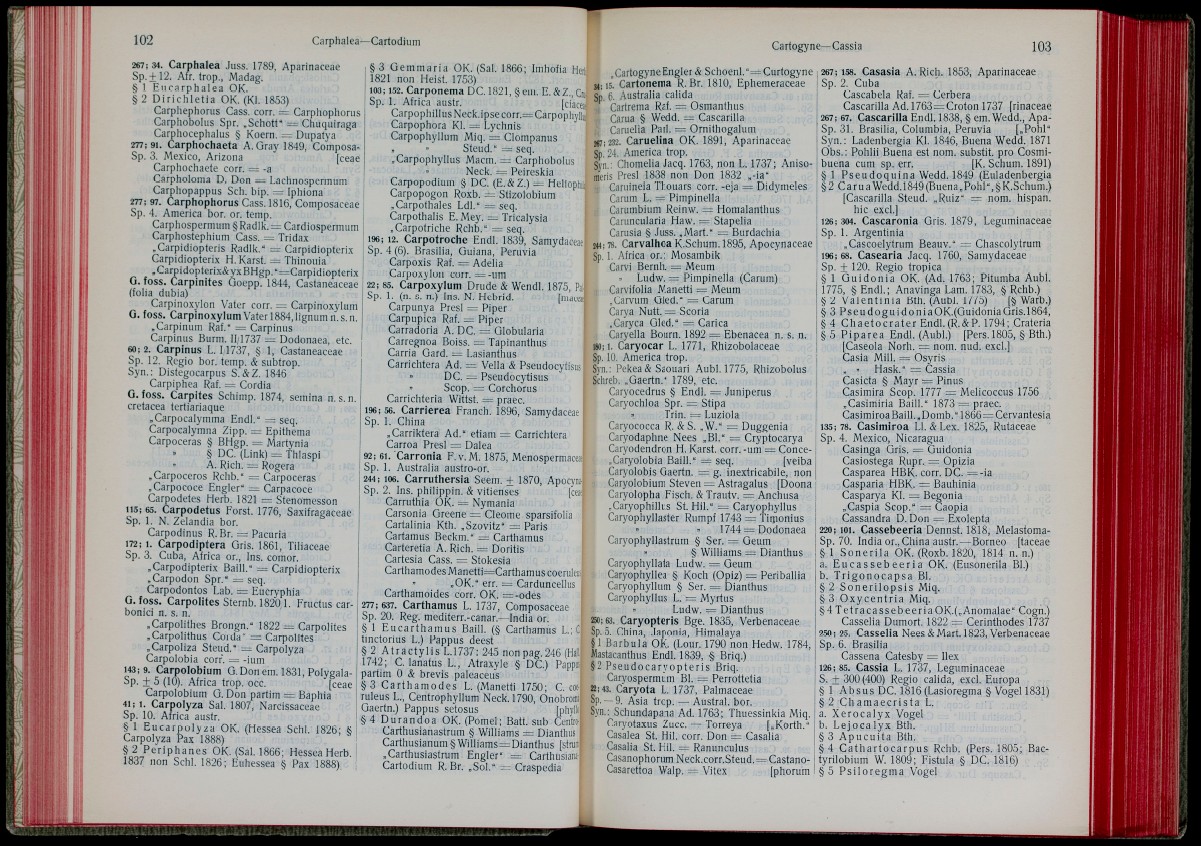 102
Carphalea—Cartodium
267; 34. Carphalea Juss. 1789, Aparinaceae
Sp. ± 12. Afr. trop., Madag.
§ 1 Eucarphalea OK.
§ 2 Dirichletia OK. (Kl. 1853)
Carphephorus Cass. corr. = Carphophorus
Carphobolus Spr. „Schott“ = Chuquiraga
Carphocephalus § Koern. = Dupatya
277; 91. Carphochaeta A. Gray 1849, Composa-
Sp. 3. Mexico, Arizona [ceae
Carphochaete corr. = -a
Carpholoma D. Don = Lachnospermum
Carphopappus Sch. bip. = Iphiona
277; 97. Carphophorus Cass. 1816, Composaceae
Sp. 4. America bor. or. temp.
Carphospermum § Radlk. = Cardiospermum
Carphostephium Cass. = Tridax
„Carpidiopteris Radlk.“ = Carpidiopterix
Carpidiopterix H. Karst. = Thinouia
„Carpidopterix & yx BHgp.“ = Carpidiopterix
G. foss. Carpinites Goepp. 1844, Castaneaceae
(folia dubia)
Carpinoxylon Vater corr. = Carpinoxylum
G. foss. Carpinoxylum Vater 1884, lignum n. s. n.
„Carpinum Raf.“ = Carpinus
Carpinus Burm. II/1737 = Dodonaea, etc.
60; 2. Carpinus L. I.1737, § 1, Castaneaceae
Sp. 12. Regio bor. temp. & subtrop.
Syn.: Distegocarpus S. & Z. 1846
Carpiphea Raf. = Cordia
G. foss. Carpites Schimp. 1874, semina n. s. n.
cretacea tertiariaque
„Carpocalymma Endl.“ = seq.
Carpocalymna Zipp. = Epithema
Carpoceras § BHgp. = Martynia
„ § DC. (Link) = Thlaspi
„ A. Rich. = Rogera
„Carpoceros Rchb.“ = Carpoceras
„Carpococe Engler“ = Carpacoce
Carpodetes Herb. 1821 = Stenomesson
115; 65. Carpodetus Forst. 1776, Saxifragaceae
Sp. 1. N. Zelandia bor.
Carpodinus R. Br. = Pacuria
172; 1. Carpodiptera Gris. 1861, Tiliaceae
Sp. 3. Cuba, Africa or., Ins. comor.
„Carpodipterix Baill.“ = Carpidiopterix
„Carpodon Spr.“ = seq.
Carpodontos Lab. = Eucryphia
G. foss. Carpolites Sternb. 1820 I. Fructus car-
bonici n. s. n.
„Carpolithes Brongn.“ 1822 = Carpolites
„Carpolithus Corda“ = Carpolites
„Carpoliza Steud.“ = Carpolyza
Carpolobia corr. = -ium
143; 9. Carpolobium G. Don em. 1831, Polygala-
Sp. ± 5 (10). Africa trop. occ. [ceae
Carpolobium G. Don partim = Baphia
41; 1. Carpolyza Sal. 1807, Narcissaceae
Sp. 10. Africa austr.
§ 1 Eucarpolyza OK. (Hessea Schl. 1826; §
Carpolyza Pax 1888)
§ 2 Periphanes OK. (Sal. 1866; Hessea Herb.
1837 non Schl. 1826; Euhessea § Pax 1888)
§ 3 Gemmaria OK. (Sal. 1866; Imhofia
1821 non Heist. 1753)
103; 152. Carponema DC. 1821, § em. E. & Z.,
Sp. 1. Africa austr.
Carpophillus Neck. ipse corr. =
Carpophora Kl. = Lychnis
Carpophyllum Miq. = Clompanus
„ „ Steud.“ = seq.
„Carpophyllus Macm. = Carphobolus
„ Neck. = Peireskia
Carpopodium § DC. (E. & Z.) =
Carpopogon Roxb. = Stizolobium
„Carpothales Ldl.“ = seq.
Carpothalis E. Mey. = Tricalysia
„Carpotriche Rchb.“ = seq.
196; 12. Carpotroche Endl. 1839, Samydaceae
Sp. 4 (6). Brasilia, Guiana, Peruvia
Carpoxis Raf. = Adelia
Carpoxylon corr. = -um
22; 85. Carpoxylum Drude & Wendl. 1875,
Sp. 1. (n. s. n.) Ins. N. Hebrid.
Carpunya Presl = Piper
Carpupica Raf. = Piper
Carradoria A. DC. = Globularia
Carregnoa Boiss. = Tapinanthus
Carria Gard. = Lasianthus
Carrichtera Ad. = Vella & Pseudocytisus
„ DC. = Pseudocytisus
„ Scop. = Corchorus
Carrichteria Wittst. = praec.
196; 56. Carrierea Franch. 1896, Samydaceae
Sp. 1. China
„Carriktera Ad.“ etiam = Carrichtera
Carroa Presl = Dalea
92; 61. Carronia F. v. M. 1875,
Sp. 1. Australia austro-or.
244; 106. Carruthersia Seem. ± 1870,
Sp. 2. Ins. philippin. & vitienses
Carruthia OK. = Nymania
Carsonia Greene = Cleome sparsifolia
Cartalinia Kth. „Szovitz“ = Paris
Cartamus Beckm.“ = Carthamus
Carteretia A. Rich. = Doritis
Cartesia Cass. = Stokesia
Carthamodes Manetti =
„ „OK.“ err. = Carduncellus
Carthamoides corr. OK. = -odes
277; 637. Carthamus L. 1737, Composaceae
Sp. 20. Reg. mediterr.-canar.—India or.
§ 1 Eucarthamus Baill. (§ Carthamus L.;
tinctorius L.) Pappus deest
§ 2 Atractylis L. 1737: 245 non pag. 246
1742; C. lanatus L., Atraxyle § DC.)
partim 0 & brevis paleaceus
§ 3 Carthamodes L. (Manetti 1750;
ruleus L., Centrophyllum Neck. 1790,
Gaertn.) Pappus setosus
§ 4 Durandoa OK. (Pomel; Batt. sub
Carthusianastrum § Williams = Dianthus
Carthusianum § Williams = Dianthus
„Carthusiastrum Engler“ =
Cartodium R. Br. „Sol.“ = Craspedia
Cartogyne—Cassia
103
„Cartogyne Engler & Schoenl.“ = Curtogyne
34; 15. Cartonema R. Br. 1810, Ephemeraceae
Sp. 6. Australia calida
Cartrema Raf. = Osmanthus
Carua § Wedd. = Cascarilla
Caruelia Parl. = Ornithogalum
267; 232. Caruelina OK. 1891, Aparinaceae
Sp. 24. America trop.
Syn.: Chomelia Jacq. 1763, non L. 1737; Aniso-
meris Presl 1838 non Don 1832 „-ia“
Caruineia Thouars corr. -eja = Didymeles
Carum L. = Pimpinella
Carumbium Reinw. = Homalanthus
Caruncularia Haw. = Stapelia
Carusia § Juss. „Mart.“ = Burdachia
244; 78. Carvalhca K. Schum. 1895, Apocynaceae
Sp. 1. Africa or.: Mosambik
Carvi Bernh. = Meum
„ Ludw. = Pimpinella (Carum)
Carvifolia Manetti = Meum
„Carvum Gled.“ = Carum
Carya Nutt. = Scoria
„Caryca Gled.“ = Carica
Caryella Bourn. 1892 = Ebenacea n. s. n.
180; 1. Caryocar L. 1771, Rhizobolaceae
Sp. 10. America trop.
Syn.: Pekea & Saouari Aubl. 1775, Rhizobolus
Schreb. „Gaertn.“ 1789, etc.
Caryocedrus § Endl. = Juniperus
Caryochloa Spr. = Stipa
„ Trin. = Luziola
Caryococca R. & S. „W.“ = Duggenia
Caryodaphne Nees „Bl.“ = Cryptocarya
Caryodendron H. Karst. corr. -um = Conce-
„Caryolobia Baill.“ = seq. [veiba
Caryolobis Gaertn. = g. inextricabile, non
Caryolobium Steven = Astragalus [Doona
Caryolopha Fisch. & Trautv. = Anchusa
„Caryophillus St. Hil.“ = Caryophyllus
Caryophyllaster Rumpf 1743 = Timonius
„ „ 1744 = Dodonaea
Caryophyllastrum § Ser. = Geum
„ § Williams = Dianthus
Caryophyllata Ludw. = Geum
Caryophyllea § Koch (Opiz) = Periballia
Caryophyllum § Ser. = Dianthus
Caryophyllus L. = Myrtus
„ Ludw. = Dianthus
250; 63. Caryopteris Bge. 1835, Verbenaceae
Sp. 5. China, Japonia, Himalaya
§ 1 Barbula OK. (Lour. 1790 non Hedw. 1784,
Mastacanthus Endl. 1839, § Briq.)
§ 2 Pseudocaryopteris Briq.
Caryospermum Bl. = Perrottetia
22; 43. Caryota L. 1737, Palmaceae
Sp. — 9. Asia trop. — Austral. bor.
Syn.: Schundapana Ad. 1763; Thuessinkia Miq.
Caryotaxus Zucc. = Torreya [„Korth.“
Casalea St. Hil. corr. Don = Casalia
Casalia St. Hil. = Ranunculus
Casanophorum Neck. corr. Steud. = Castano-
Casarettoa Walp. = Vitex [phorum
267; 158. Casasia A. Rich. 1853, Aparinaceae
Sp. 2. Cuba
Cascabela Raf. = Cerbera
Cascarilla Ad. 1763 = Croton 1737 [rinaceae
267; 67. Cascarilla Endl. 1838, § em. Wedd., Apa-
Sp. 31. Brasilia, Columbia, Peruvia [„Pohl“
Syn.: Ladenbergia Kl. 1846, Buena Wedd. 1871
Obs.: Pohlii Buena est nom. substit. pro Cosmi-
buena cum sp. err. [K. Schum. 1891)
§ 1 Pseudoquina Wedd. 1849 (Euladenbergia
§ 2 Carua Wedd. 1849 (Buena „Pohl“, § K. Schum.)
[Cascarilla Steud. „Ruiz“ = nom. hispan.
hic excl.]
126; 304. Cascaronia Gris. 1879, Leguminaceae
Sp. 1. Argentinia
„Cascoelytrum Beauv.“ = Chascolytrum
196; 68. Casearia Jacq. 1760, Samydaceae
Sp. ± 120. Regio tropica
§ 1 Guidonia OK. (Ad. 1763; Pitumba Aubl.
1775, § Endl.; Anavinga Lam. 1783, § Rchb.)
§ 2 Valentinia Bth. (Aubl. 1775) [§ Warb.)
§ 3 Pseudoguidonia OK. (Guidonia Gris. 1864,
§ 4 Chaetocrater Endl. (R. & P. 1794; Crateria
§ 5 Piparea Endl. (Aubl.) [Pers. 1805, § Bth.)
[Caseola Norh. = nom. nud. excl.]
Casia Mill. = Osyris
„ „ Hask.“ = Cassia
Casicta § Mayr = Pinus
Casimira Scop. 1777 = Melicoccus 1756
„Casimiria Baill.“ 1873 = praec.
Casimiroa Baill. „Domb.“ 1866 = Cervantesia
135; 78. Casimiroa Ll. & Lex. 1825, Rutaceae
Sp. 4. Mexico, Nicaragua
Casinga Gris. = Guidonia
Casiostega Rupr. = Opizia
Casparea HBK. corr. DC. = -ia
Casparia HBK. = Bauhinia
Casparya Kl. = Begonia
„Caspia Scop.“ = Caopia
Cassandra D. Don = Exolepta
220; 101. Cassebeeria Dennst. 1818, Melastoma-
Sp. 70. India or., China austr. — Borneo [taceae
§ 1 Sonerila OK. (Roxb. 1820, 1814 n. n.)
a. Eucassebeeria OK. (Eusonerila Bl.)
b. Trigonocapsa Bl.
§ 2 Sonerilopsis Miq.
§ 3 Oxycentria Miq.
§ 4 Tetracassebeeria OK. („Anomalae“ Cogn.)
Casselia Dumort. 1822 = Cerinthodes 1737
250; 25. Casselia Nees & Mart. 1823, Verbenaceae
Sp. 6. Brasilia
Cassena Catesby = Ilex
126; 85. Cassia L. 1737, Leguminaceae
S. ± 300 (400) Regio calida, excl. Europa
§ 1 Absus DC. 1816 (Lasioregma § Vogel 1831)
§ 2 Chamaecrista L.
a. Xerocalyx Vogel
b. Leiocalyx Bth.
§ 3 Apucuita Bth.
§ 4 Cathartocarpus Rchb. (Pers. 1805; Bac-
tyrilobium W. 1809; Fistula § DC. 1816)
§ 5 Psiloregma Vogel